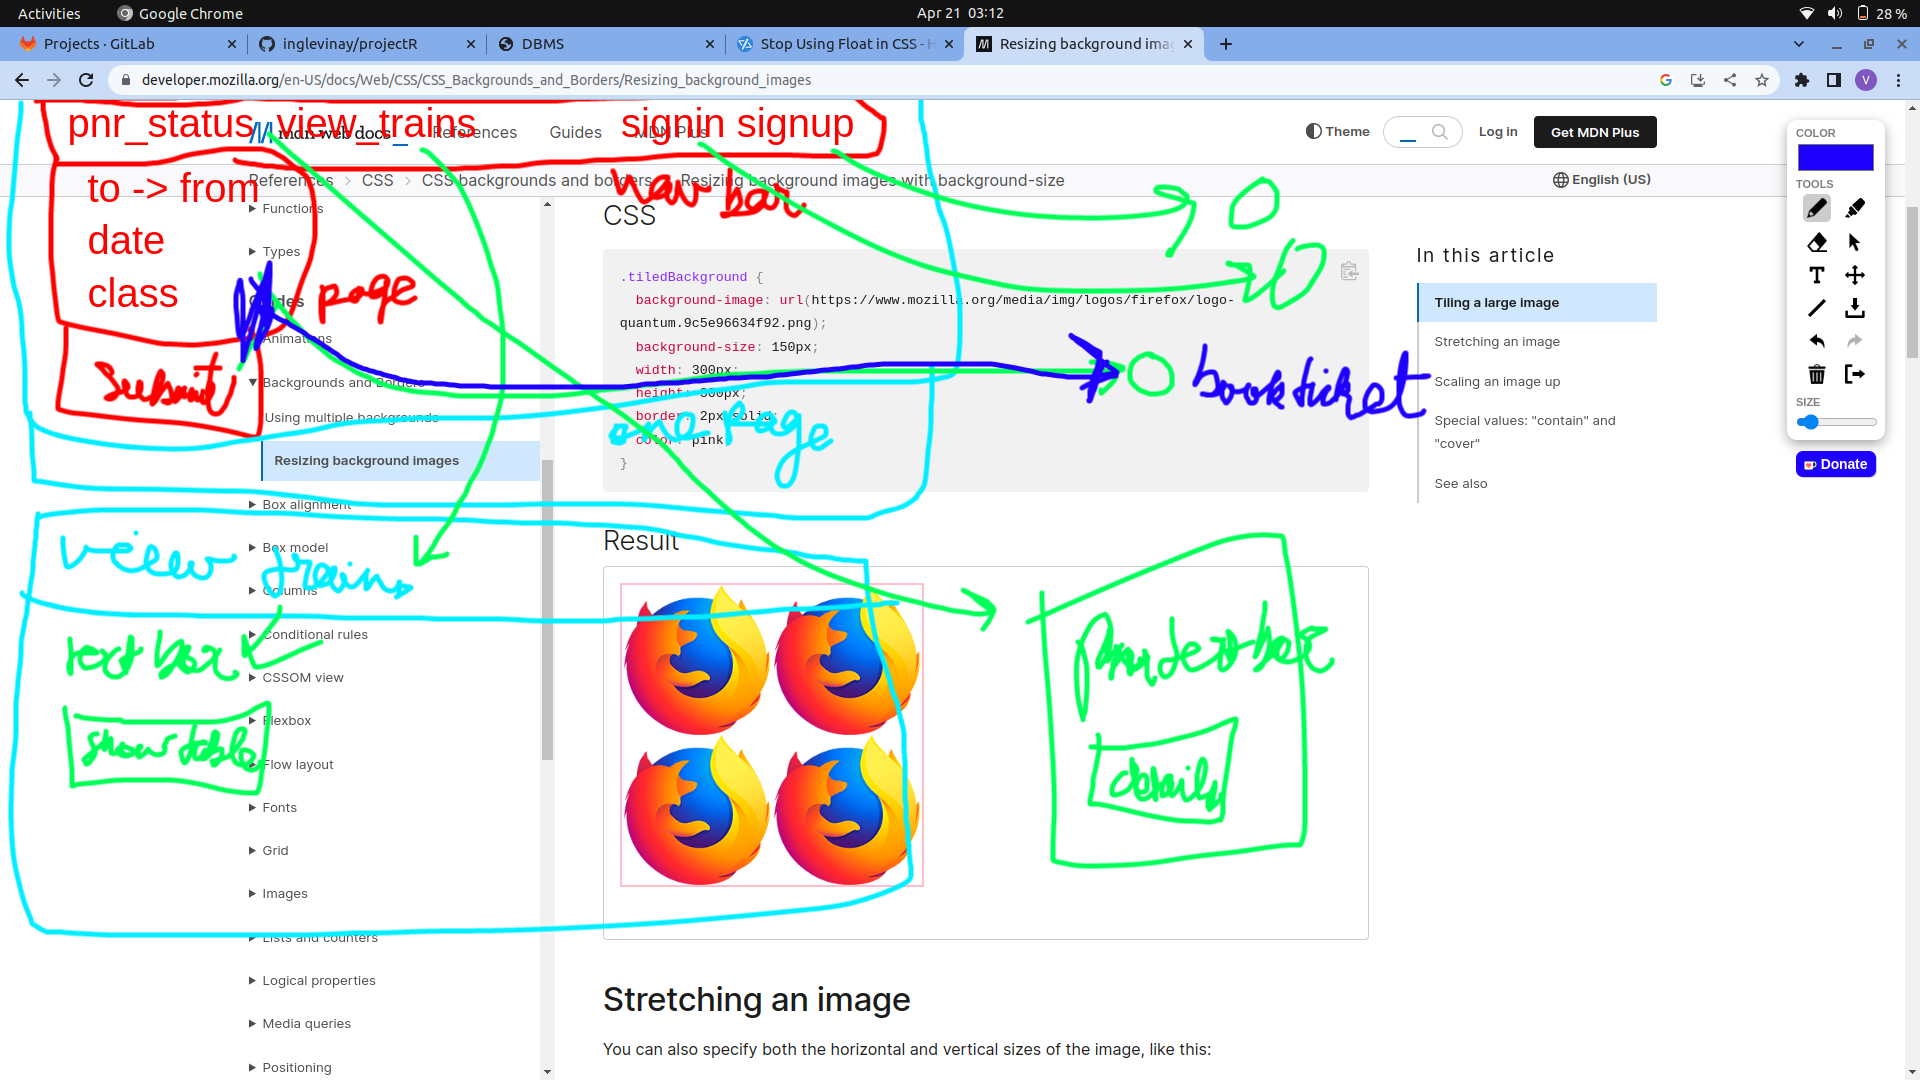 Activities
Google Chrome
Apr 21 03:12
28 %
Projects · GitLab
inglevinay/projectR
DBMS
Stop Using Float in CSS - H
Resizing background imag
developer.mozilla.org/en-US/docs/Web/CSS/CSS_Backgrounds_and_Borders/Resizing_background_images
V
pnr_status view_trains signin signup
mdn web docs_
References
Guides
MDN Plus
Theme
Log in
Get MDN Plus
References > CSS > CSS backgrounds and borders > Resizing background images with background-size
English (US)
to -> from
date
class
nav bar
page
submit
Functions
Types
Guides
Animations
Backgrounds and Borders
Using multiple backgrounds
Resizing background images
Box alignment
Box model
Columns
Conditional rules
CSSOM view
Flexbox
Flow layout
Fonts
Grid
Images
Lists and counters
Logical properties
Media queries
Positioning
view trains
text box
show table
CSS
.tiledBackground {
background-image: url(https://www.mozilla.org/media/img/logos/firefox/logo-
quantum.9c5e96634f92.png);
background-size: 150px;
width: 300px;
height: 300px;
border: 2px solid;
color: pink;
}
one page
book ticket
Result
details
Stretching an image
You can also specify both the horizontal and vertical sizes of the image, like this:
In this article
Tiling a large image
Stretching an image
Scaling an image up
Special values: "contain" and
"cover"
See also
COLOR
TOOLS
SIZE
Donate